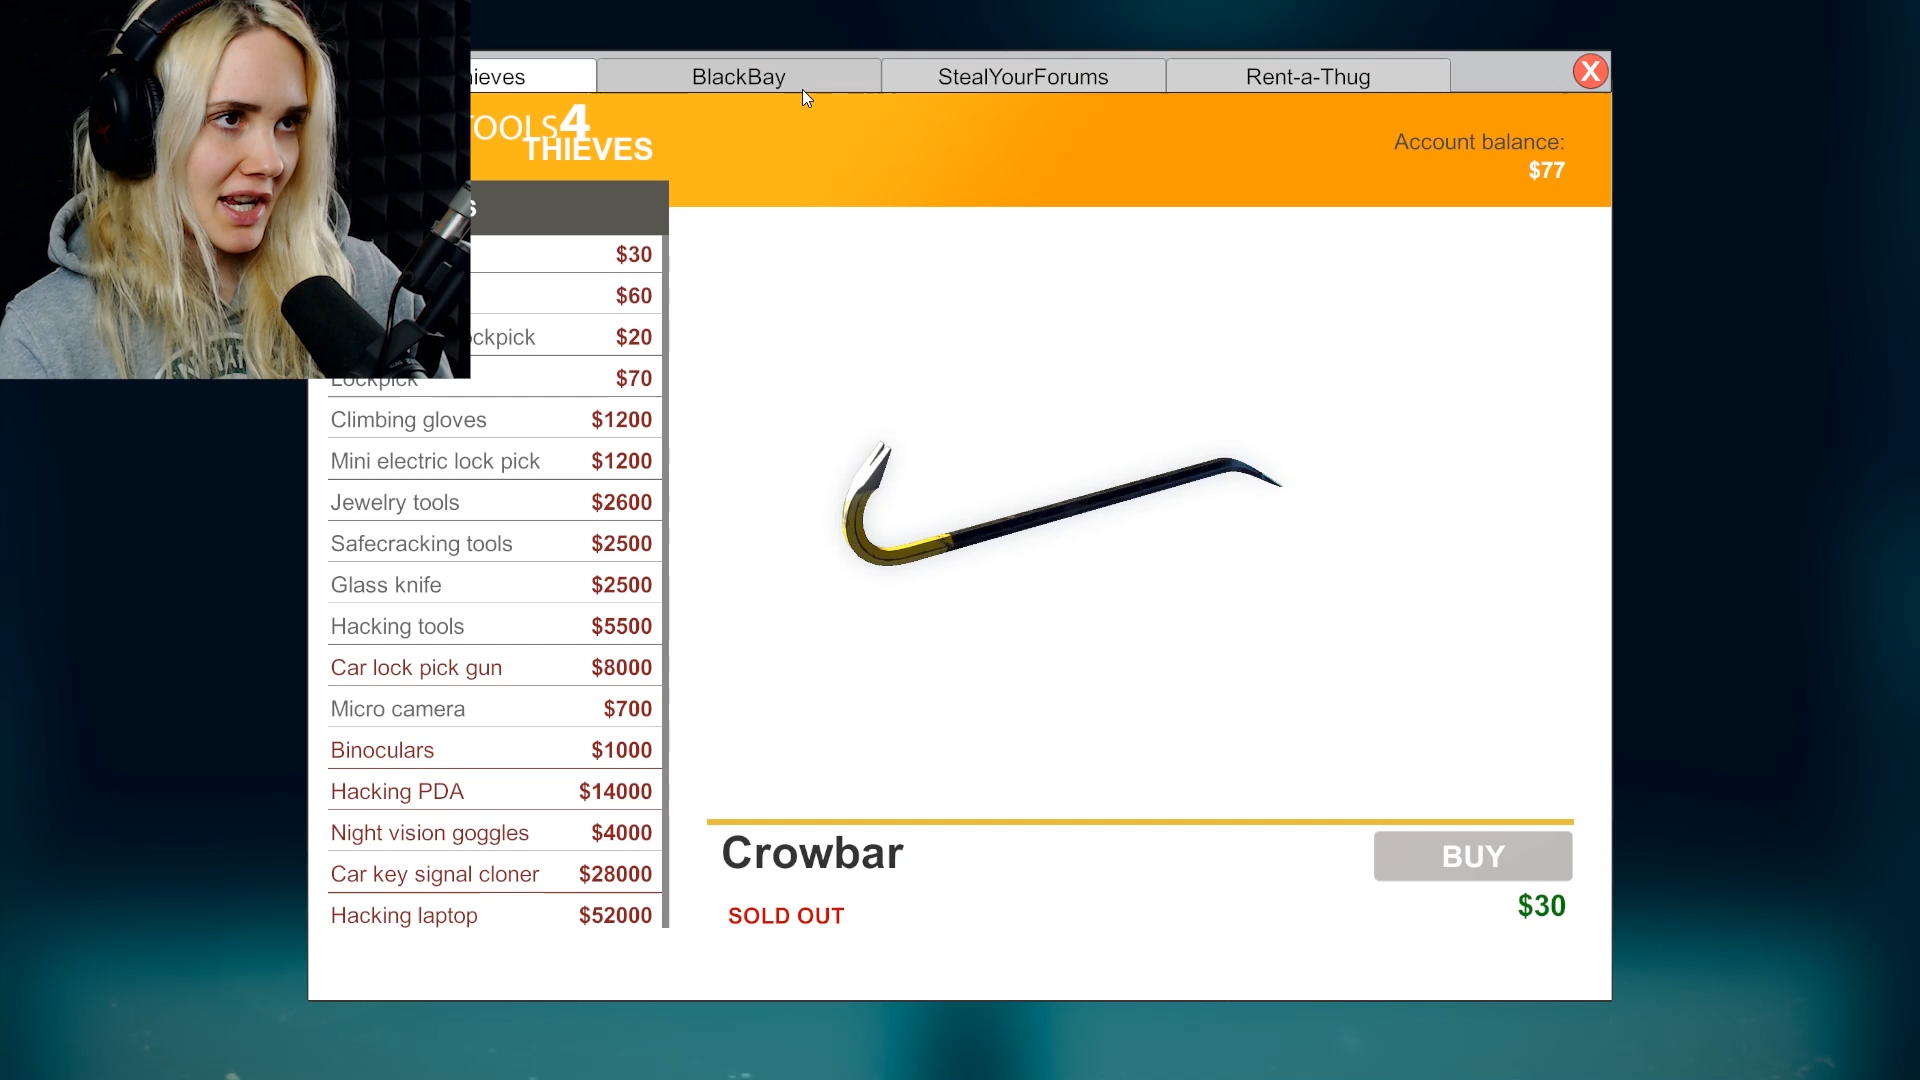 ieves
BlackBay
StealYourForums
Rent-a-Thug
X
TOOLS4
THIEVES
Account balance:
$77
s
$30
$60
ockpick $20
Lockpick $70
Climbing gloves $1200
Mini electric lock pick $1200
Jewelry tools $2600
Safecracking tools $2500
Glass knife $2500
Hacking tools $5500
Car lock pick gun $8000
Micro camera $700
Binoculars $1000
Hacking PDA $14000
Night vision goggles $4000
Car key signal cloner $28000
Hacking laptop $52000
Crowbar
BUY
SOLD OUT
$30